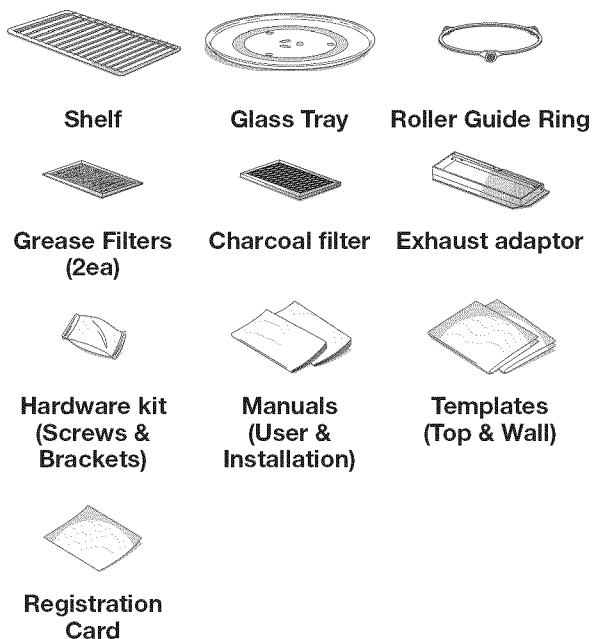 Shelf
Glass Tray
Roller Guide Ring
Grease Filters
(2ea)
Charcoal filter
Exhaust adaptor
Hardware kit
(Screws &
Brackets)
Manuals
(User &
Installation)
Templates
(Top & Wall)
Registration
Card